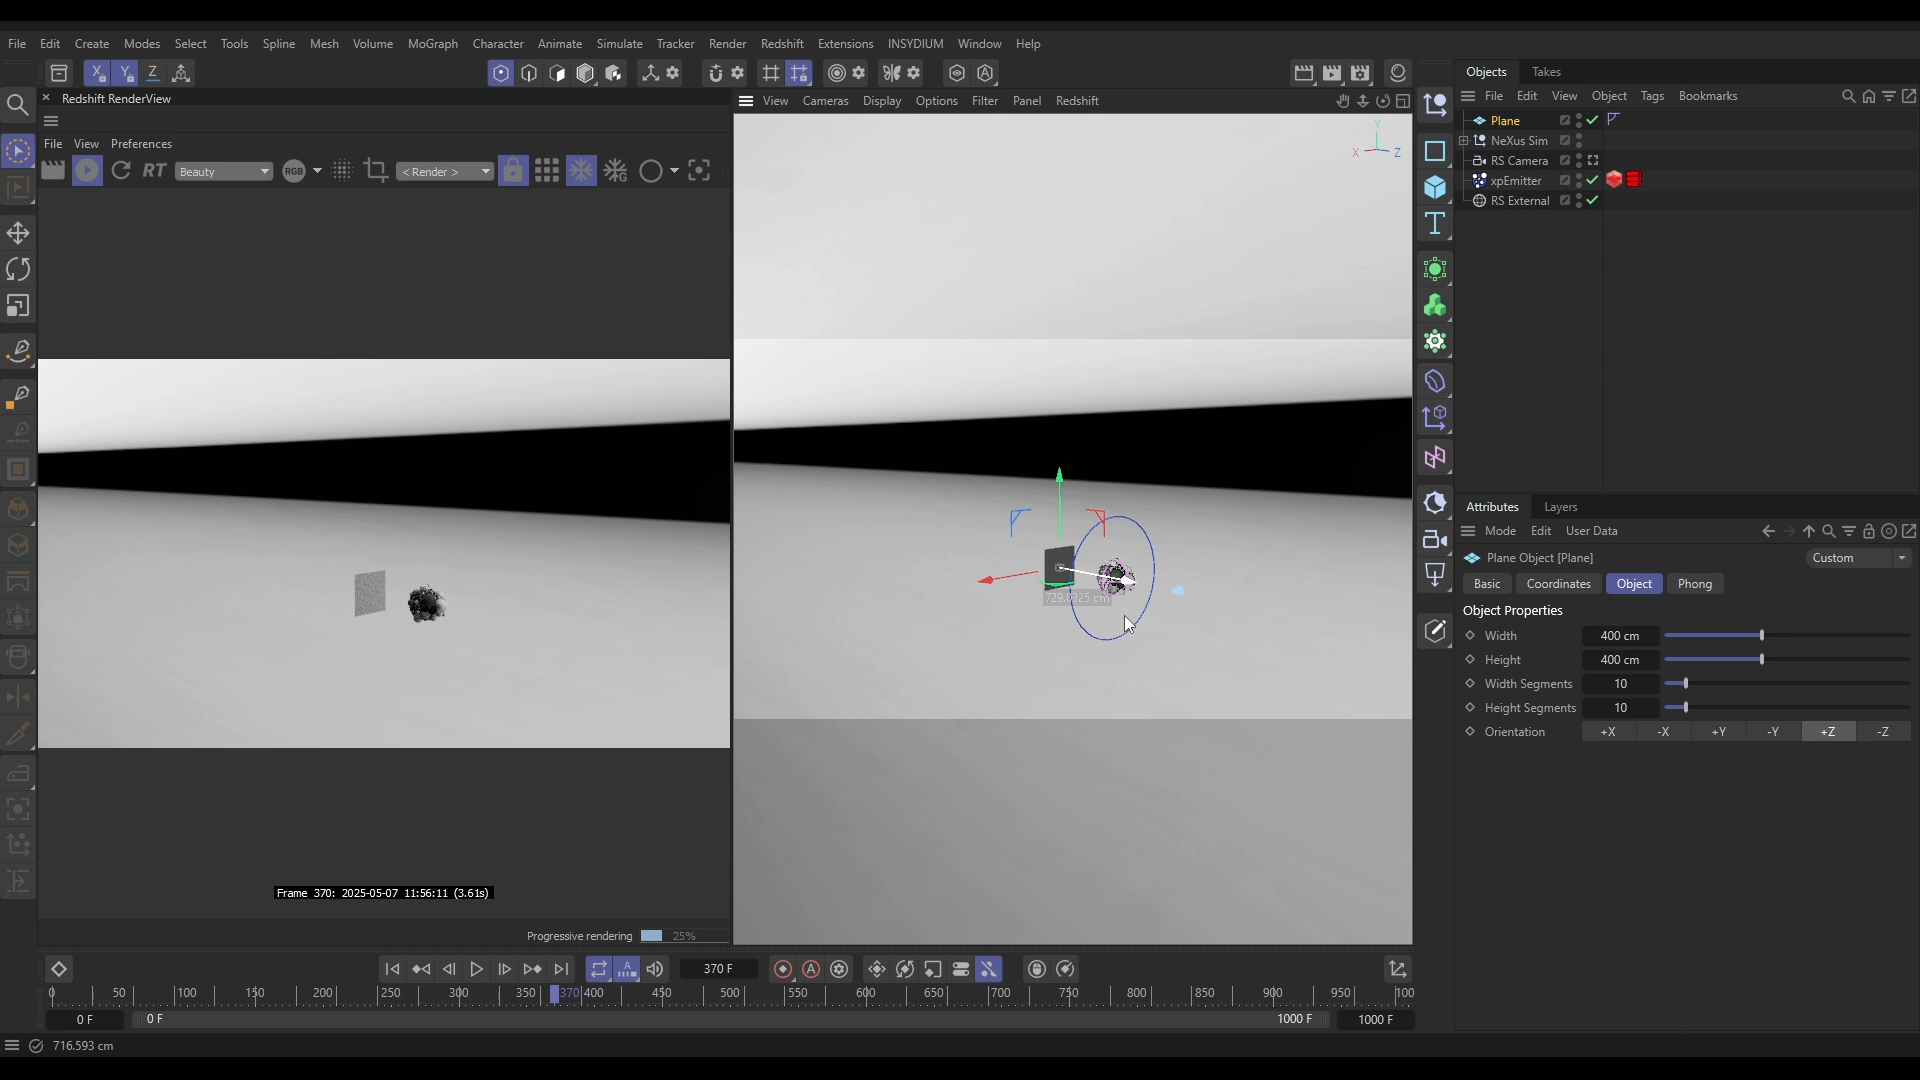 File Edit Create Modes Select Tools Spline Mesh Volume MoGraph Character Animate Simulate Tracker Render Redshift Extensions INSYDIUM Window Help
X Y Z
Objects Takes
Redshift RenderView
View Cameras Display Options Filter Panel Redshift
File Edit View Object Tags Bookmarks
Plane
NeXus Sim
RS Camera
xpEmitter
RS External
File View Preferences
RT Beauty RGB < Render >
Y
X Z
729.0325 cm
Attributes Layers
Mode Edit User Data
Plane Object [Plane] Custom
Basic Coordinates Object Phong
Object Properties
Width 400 cm
Height 400 cm
Width Segments 10
Height Segments 10
Orientation +X -X +Y -Y +Z -Z
Frame 370: 2025-05-07 11:56:11 (3.61s)
Progressive rendering 25%
370 F
0 50 100 150 200 250 300 350 370 400 450 500 550 600 650 700 750 800 850 900 950 100
0 F 0 F 1000 F 1000 F
716.593 cm